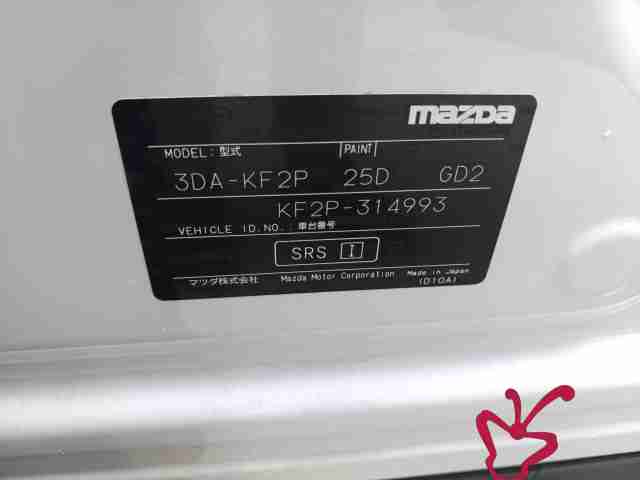 mazda
MODEL: 型式 PAINT
3DA-KF2P 25D GD2
KF2P-314993
VEHICLE ID.NO.:車台番号
SRS I
マツダ株式会社 Mazda Motor Corporation Made in Japan
(D10A)